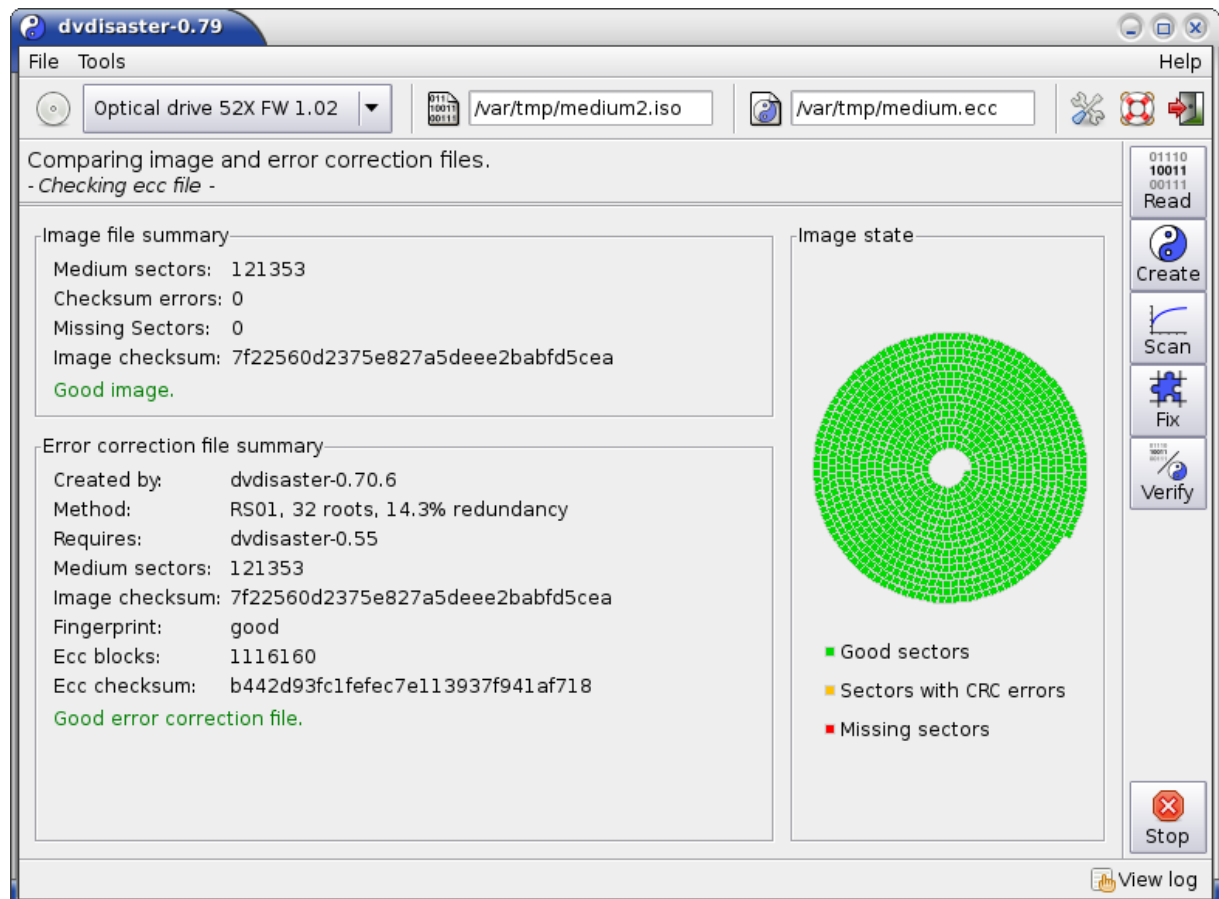 dvdisaster-0.79
File Tools Help
Optical drive 52X FW 1.02 /var/tmp/medium2.iso /var/tmp/medium.ecc
Comparing image and error correction files.
- Checking ecc file -
Image file summary
Medium sectors: 121353
Checksum errors: 0
Missing Sectors: 0
Image checksum: 7f22560d2375e827a5deee2babfd5cea
Good image.
Error correction file summary
Created by: dvdisaster-0.70.6
Method: RS01, 32 roots, 14.3% redundancy
Requires: dvdisaster-0.55
Medium sectors: 121353
Image checksum: 7f22560d2375e827a5deee2babfd5cea
Fingerprint: good
Ecc blocks: 1116160
Ecc checksum: b442d93fc1fefec7e113937f941af718
Good error correction file.
Image state
Good sectors
Sectors with CRC errors
Missing sectors
01110
10011
00111
Read
Create
Scan
Fix
Verify
Stop
View log